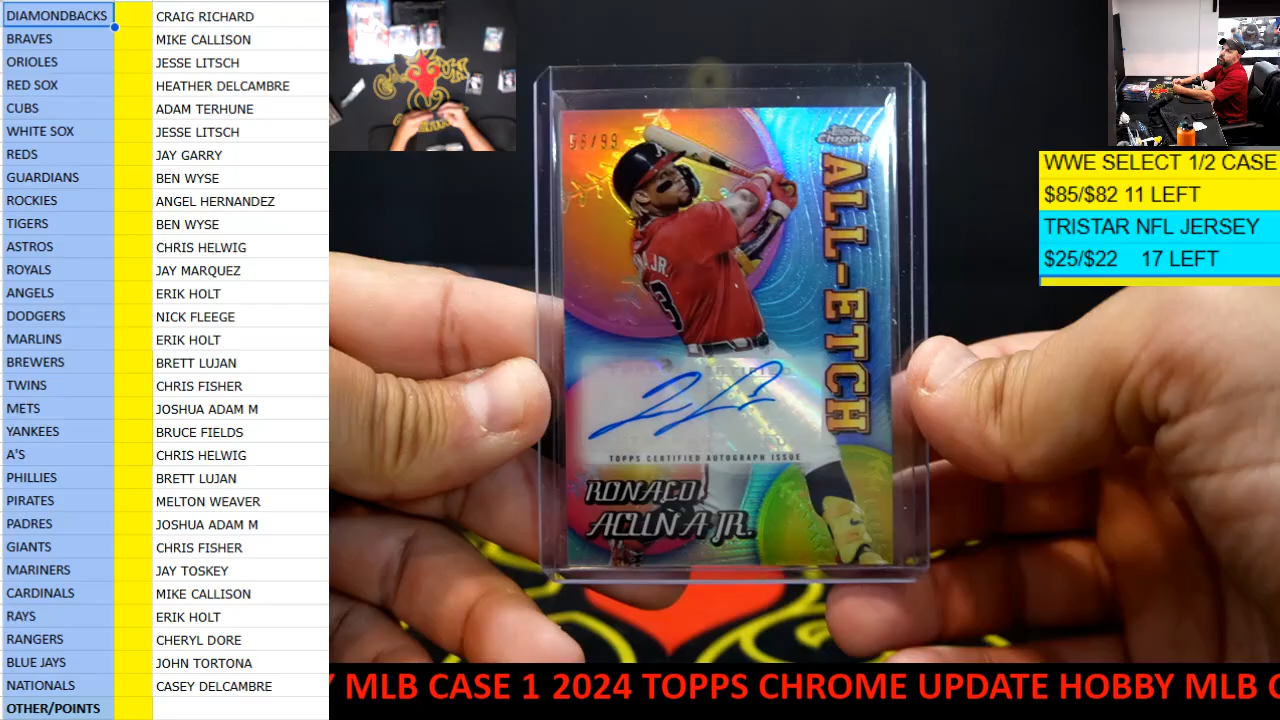 DIAMONDBACKS CRAIG RICHARD
BRAVES MIKE CALLISON
ORIOLES JESSE LITSCH
RED SOX HEATHER DELCAMBRE
CUBS ADAM TERHUNE
WHITE SOX JESSE LITSCH
REDS JAY GARRY
GUARDIANS BEN WYSE
ROCKIES ANGEL HERNANDEZ
TIGERS BEN WYSE
ASTROS CHRIS HELWIG
ROYALS JAY MARQUEZ
ANGELS ERIK HOLT
DODGERS NICK FLEEGE
MARLINS ERIK HOLT
BREWERS BRETT LUJAN
TWINS CHRIS FISHER
METS JOSHUA ADAM M
YANKEES BRUCE FIELDS
A'S CHRIS HELWIG
PHILLIES BRETT LUJAN
PIRATES MELTON WEAVER
PADRES JOSHUA ADAM M
GIANTS CHRIS FISHER
MARINERS JAY TOSKEY
CARDINALS MIKE CALLISON
RAYS ERIK HOLT
RANGERS CHERYL DORE
BLUE JAYS JOHN TORTONA
NATIONALS CASEY DELCAMBRE
OTHER/POINTS
/99
Topps Chrome
ALL-ETCH
JR.
TOPPS CERTIFIED AUTOGRAPH ISSUE
RONALD
ACUÑA JR.
WWE SELECT 1/2 CASE
$85/$82 11 LEFT
TRISTAR NFL JERSEY
$25/$22 17 LEFT
MLB CASE 1 2024 TOPPS CHROME UPDATE HOBBY MLB